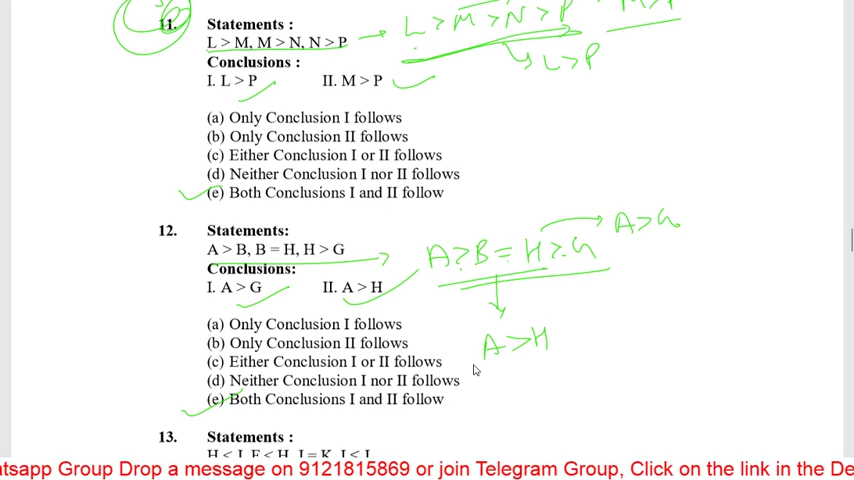 11. Statements :
L > M, M > N, N > P → L > M > N > P M > P
↳ L > P
Conclusions :
I. L > P II. M > P
(a) Only Conclusion I follows
(b) Only Conclusion II follows
(c) Either Conclusion I or II follows
(d) Neither Conclusion I nor II follows
(e) Both Conclusions I and II follow
12. Statements:
A > B, B = H, H > G A > B = H > G A > G
Conclusions:
I. A > G II. A > H
A > H
(a) Only Conclusion I follows
(b) Only Conclusion II follows
(c) Either Conclusion I or II follows
(d) Neither Conclusion I nor II follows
(e) Both Conclusions I and II follow
13. Statements :
atsapp Group Drop a message on 9121815869 or join Telegram Group, Click on the link in the De